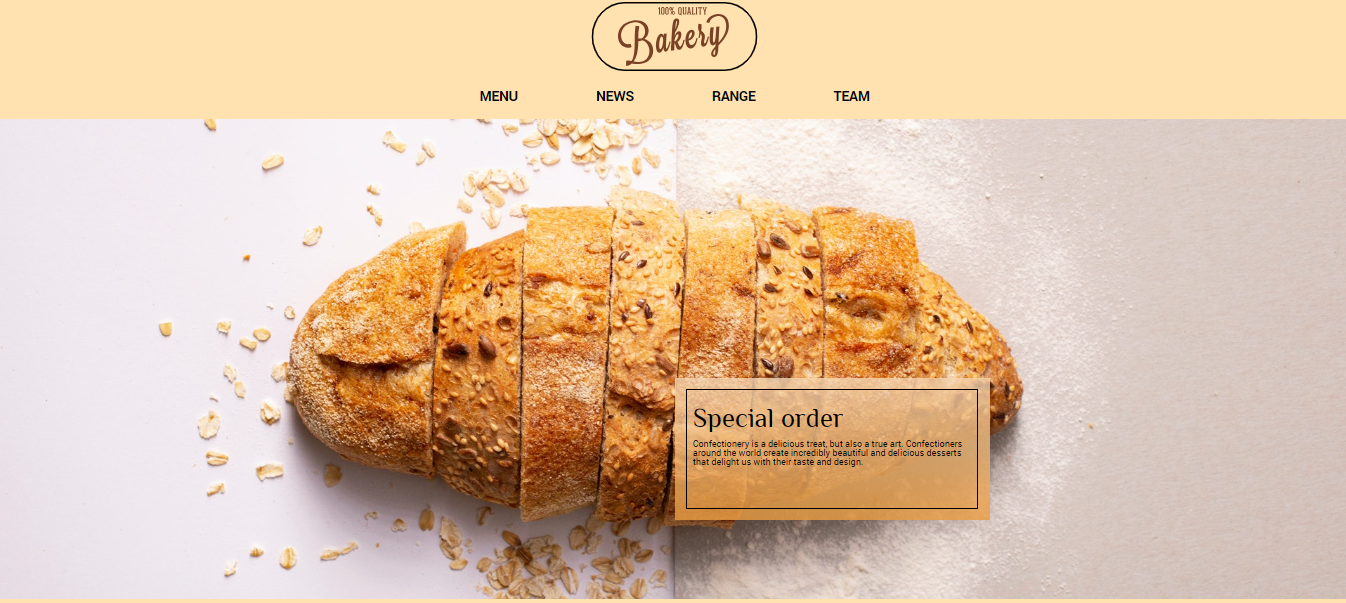 100% QUALITY
Bakery
MENU NEWS RANGE TEAM
Special order
Confectionery is a delicious treat, but also a true art. Confectioners
around the world create incredibly beautiful and delicious desserts
that delight us with their taste and design.